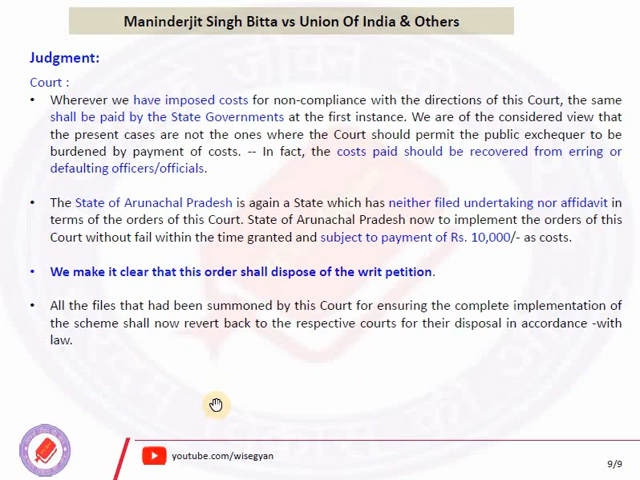 Maninderjit Singh Bitta vs Union Of India & Others
Judgment:
Court :
• Wherever we have imposed costs for non-compliance with the directions of this Court, the same
shall be paid by the State Governments at the first instance. We are of the considered view that
the present cases are not the ones where the Court should permit the public exchequer to be
burdened by payment of costs. -- In fact, the costs paid should be recovered from erring or
defaulting officers/officials.
• The State of Arunachal Pradesh is again a State which has neither filed undertaking nor affidavit in
terms of the orders of this Court. State of Arunachal Pradesh now to implement the orders of this
Court without fail within the time granted and subject to payment of Rs. 10,000/- as costs.
• We make it clear that this order shall dispose of the writ petition.
• All the files that had been summoned by this Court for ensuring the complete implementation of
the scheme shall now revert back to the respective courts for their disposal in accordance -with
law.
youtube.com/wisegyan
9/9